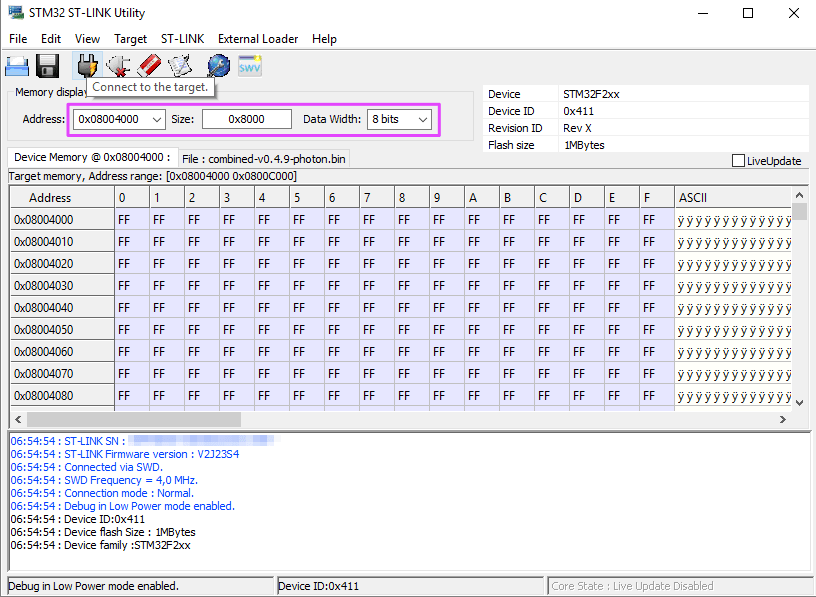 STM32 ST-LINK Utility
File Edit View Target ST-LINK External Loader Help
SWV
Connect to the target.
Memory display
Address: 0x08004000 Size: 0x8000 Data Width: 8 bits
Device STM32F2xx
Device ID 0x411
Revision ID Rev X
Flash size 1MBytes
LiveUpdate
Device Memory @ 0x08004000 : File : combined-v0.4.9-photon.bin
Target memory, Address range: [0x08004000 0x0800C000]
Address 0 1 2 3 4 5 6 7 8 9 A B C D E F ASCII
0x08004000 FF FF FF FF FF FF FF FF FF FF FF FF FF FF FF FF ÿÿÿÿÿÿÿÿÿÿÿÿÿ
0x08004010 FF FF FF FF FF FF FF FF FF FF FF FF FF FF FF FF ÿÿÿÿÿÿÿÿÿÿÿÿÿ
0x08004020 FF FF FF FF FF FF FF FF FF FF FF FF FF FF FF FF ÿÿÿÿÿÿÿÿÿÿÿÿÿ
0x08004030 FF FF FF FF FF FF FF FF FF FF FF FF FF FF FF FF ÿÿÿÿÿÿÿÿÿÿÿÿÿ
0x08004040 FF FF FF FF FF FF FF FF FF FF FF FF FF FF FF FF ÿÿÿÿÿÿÿÿÿÿÿÿÿ
0x08004050 FF FF FF FF FF FF FF FF FF FF FF FF FF FF FF FF ÿÿÿÿÿÿÿÿÿÿÿÿÿ
0x08004060 FF FF FF FF FF FF FF FF FF FF FF FF FF FF FF FF ÿÿÿÿÿÿÿÿÿÿÿÿÿ
0x08004070 FF FF FF FF FF FF FF FF FF FF FF FF FF FF FF FF ÿÿÿÿÿÿÿÿÿÿÿÿÿ
0x08004080 FF FF FF FF FF FF FF FF FF FF FF FF FF FF FF FF ÿÿÿÿÿÿÿÿÿÿÿÿÿ
06:54:54 : ST-LINK SN :
06:54:54 : ST-LINK Firmware version : V2J23S4
06:54:54 : Connected via SWD.
06:54:54 : SWD Frequency = 4,0 MHz.
06:54:54 : Connection mode : Normal.
06:54:54 : Debug in Low Power mode enabled.
06:54:54 : Device ID:0x411
06:54:54 : Device flash Size : 1MBytes
06:54:54 : Device family :STM32F2xx
Debug in Low Power mode enabled. Device ID:0x411 Core State : Live Update Disabled